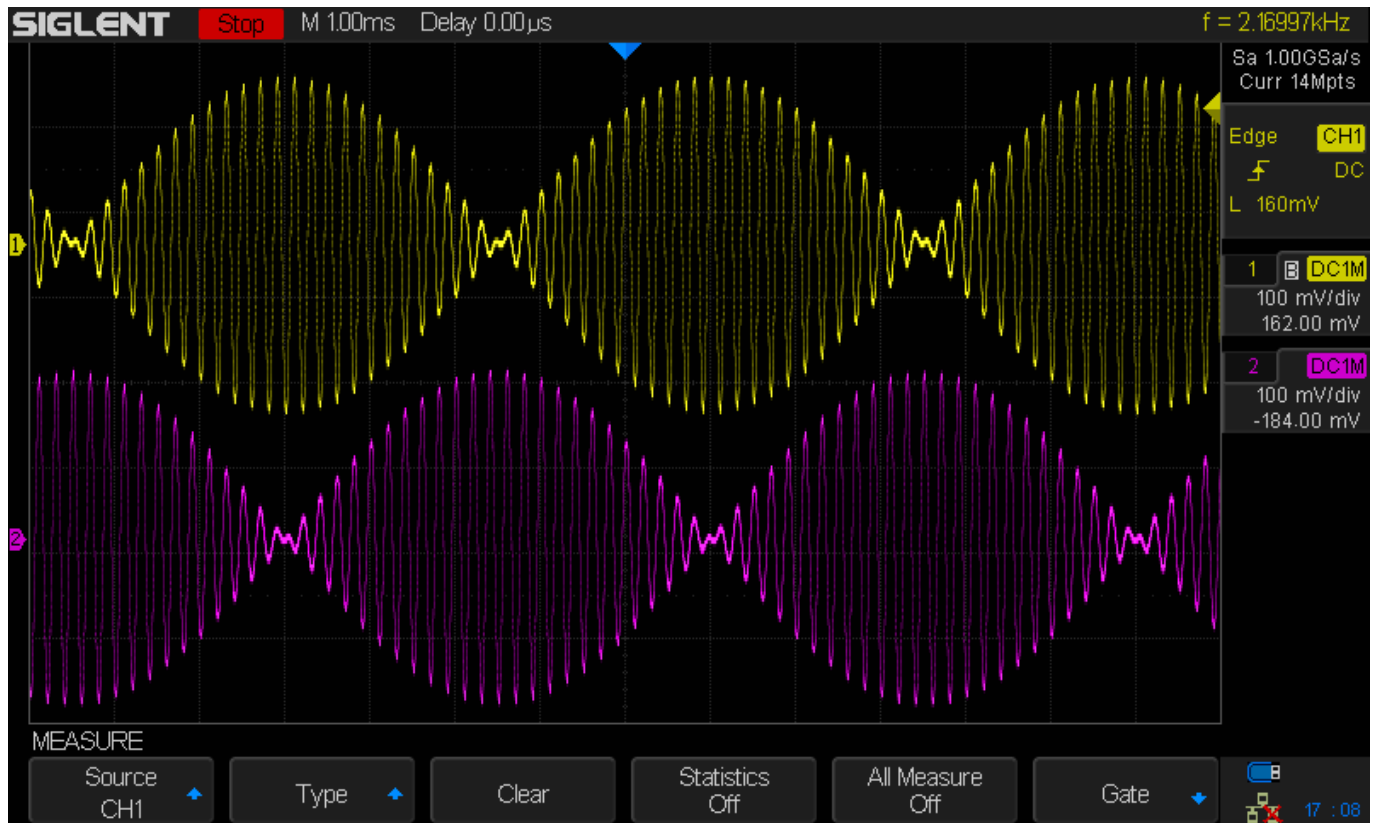 SIGLENT Stop M 1.00ms Delay 0.00µs f = 2.16997kHz
Sa 1.00GSa/s
Curr 14Mpts
Edge CH1
DC
L 160mV
1 B DC1M
100 mV/div
162.00 mV
2 DC1M
100 mV/div
-184.00 mV
1
2
MEASURE
Source
CH1
Type
Clear
Statistics
Off
All Measure
Off
Gate
17 : 08